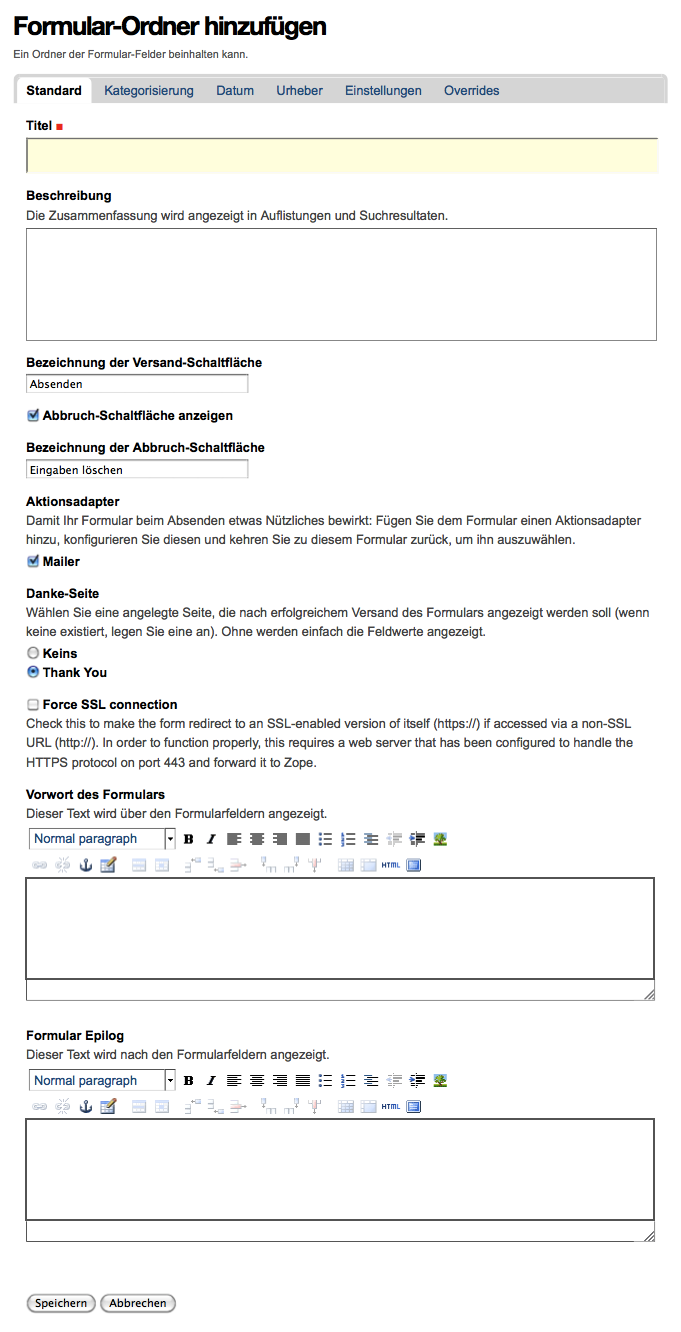 Formular-Ordner hinzufügen
Ein Ordner der Formular-Felder beinhalten kann.
Standard Kategorisierung Datum Urheber Einstellungen Overrides
Titel
Beschreibung
Die Zusammenfassung wird angezeigt in Auflistungen und Suchresultaten.
Bezeichnung der Versand-Schaltfläche
Absenden
Abbruch-Schaltfläche anzeigen
Bezeichnung der Abbruch-Schaltfläche
Eingaben löschen
Aktionsadapter
Damit Ihr Formular beim Absenden etwas Nützliches bewirkt: Fügen Sie dem Formular einen Aktionsadapter
hinzu, konfigurieren Sie diesen und kehren Sie zu diesem Formular zurück, um ihn auszuwählen.
Mailer
Danke-Seite
Wählen Sie eine angelegte Seite, die nach erfolgreichem Versand des Formulars angezeigt werden soll (wenn
keine existiert, legen Sie eine an). Ohne werden einfach die Feldwerte angezeigt.
Keins
Thank You
Force SSL connection
Check this to make the form redirect to an SSL-enabled version of itself (https://) if accessed via a non-SSL
URL (http://). In order to function properly, this requires a web server that has been configured to handle the
HTTPS protocol on port 443 and forward it to Zope.
Vorwort des Formulars
Dieser Text wird über den Formularfeldern angezeigt.
Normal paragraph B I
HTML
Formular Epilog
Dieser Text wird nach den Formularfeldern angezeigt.
Normal paragraph B I
HTML
Speichern Abbrechen